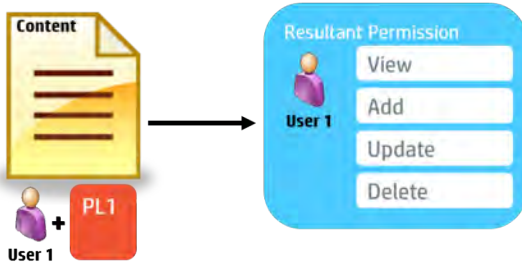 Content
Resultant Permission
View
User 1
Add
Update
Delete
+
PL1
User 1